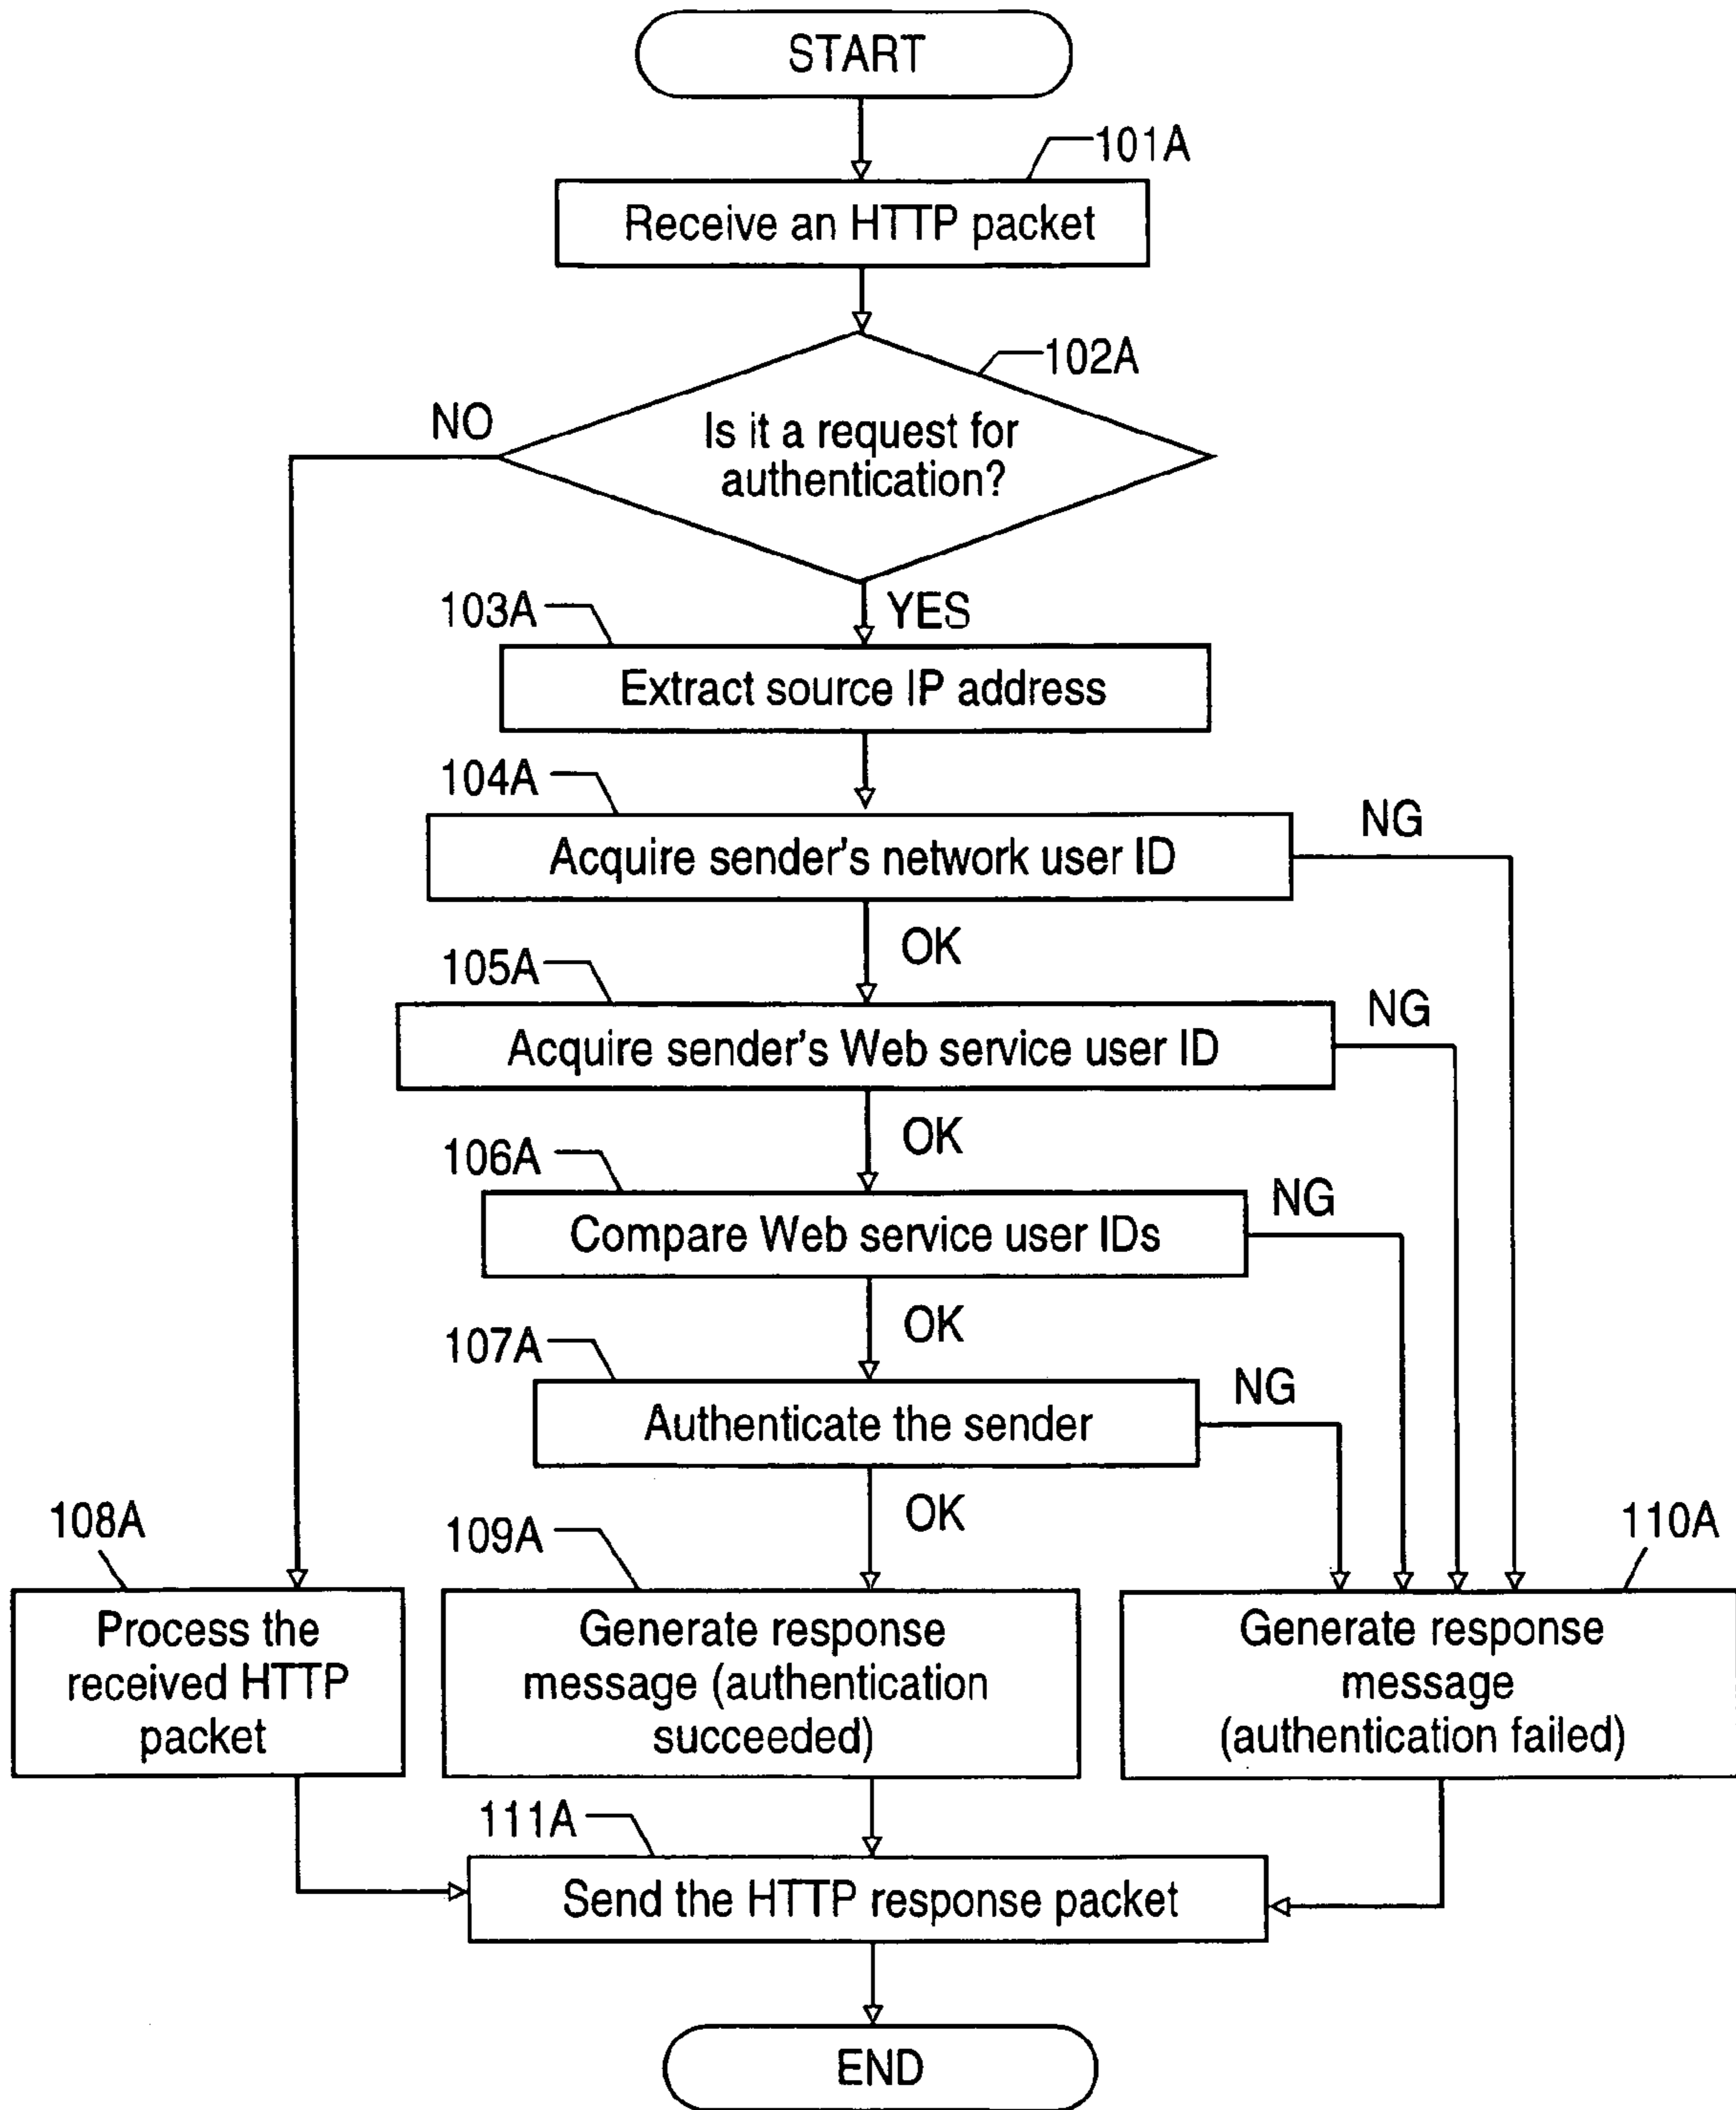 START
101A
Receive an HTTP packet
102A
NO
Is it a request for
authentication?
YES
103A
Extract source IP address
104A
NG
Acquire sender's network user ID
OK
105A
NG
Acquire sender's Web service user ID
OK
106A
NG
Compare Web service user IDs
OK
107A
NG
Authenticate the sender
OK
108A
109A
110A
Process the
received HTTP
packet
Generate response
message (authentication
succeeded)
Generate response
message
(authentication failed)
111A
Send the HTTP response packet
END